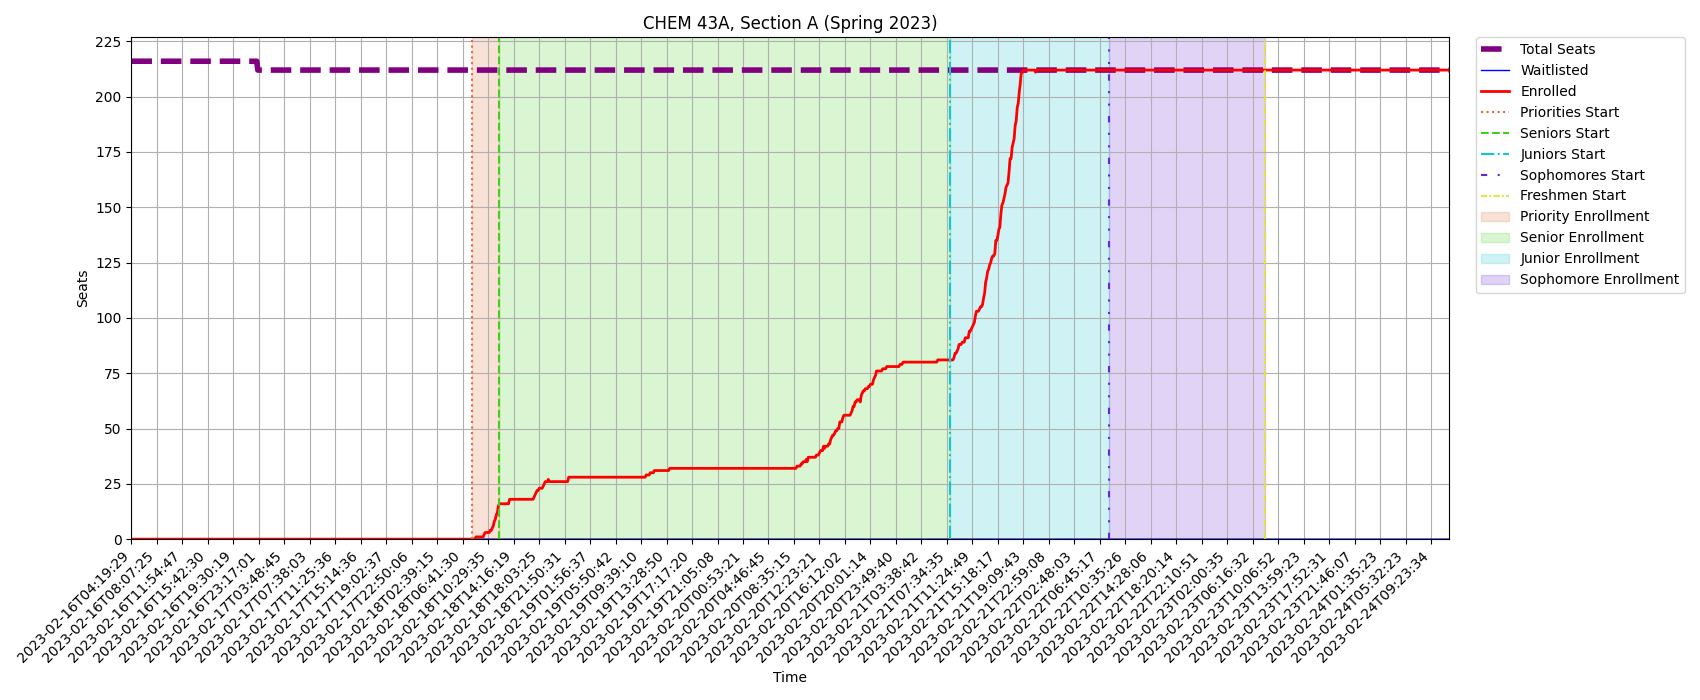 CHEM 43A, Section A (Spring 2023)
225
200
175
150
125
100
75
50
25
0
Seats
2023-02-16T04:19:29
2023-02-16T08:07:25
2023-02-16T11:54:47
2023-02-16T15:42:30
2023-02-16T19:30:19
2023-02-16T23:17:01
2023-02-17T03:48:45
2023-02-17T07:38:03
2023-02-17T11:25:36
2023-02-17T15:14:36
2023-02-17T19:02:37
2023-02-17T22:50:06
2023-02-18T02:39:15
2023-02-18T06:41:30
2023-02-18T10:29:35
2023-02-18T14:16:19
2023-02-18T18:03:25
2023-02-18T21:50:31
2023-02-19T01:56:37
2023-02-19T05:50:42
2023-02-19T09:39:10
2023-02-19T13:28:50
2023-02-19T17:17:20
2023-02-19T21:05:08
2023-02-20T00:53:21
2023-02-20T04:46:45
2023-02-20T08:35:15
2023-02-20T12:23:21
2023-02-20T16:12:02
2023-02-20T20:01:14
2023-02-20T23:49:40
2023-02-21T03:38:42
2023-02-21T07:34:35
2023-02-21T11:24:49
2023-02-21T15:18:17
2023-02-21T19:09:43
2023-02-21T22:59:08
2023-02-22T02:48:03
2023-02-22T06:45:17
2023-02-22T10:35:26
2023-02-22T14:28:06
2023-02-22T18:20:14
2023-02-22T22:10:51
2023-02-23T02:00:35
2023-02-23T06:16:32
2023-02-23T10:06:52
2023-02-23T13:59:23
2023-02-23T17:52:31
2023-02-23T21:46:07
2023-02-24T01:35:23
2023-02-24T05:32:23
2023-02-24T09:23:34
Time
Total Seats
Waitlisted
Enrolled
Priorities Start
Seniors Start
Juniors Start
Sophomores Start
Freshmen Start
Priority Enrollment
Senior Enrollment
Junior Enrollment
Sophomore Enrollment